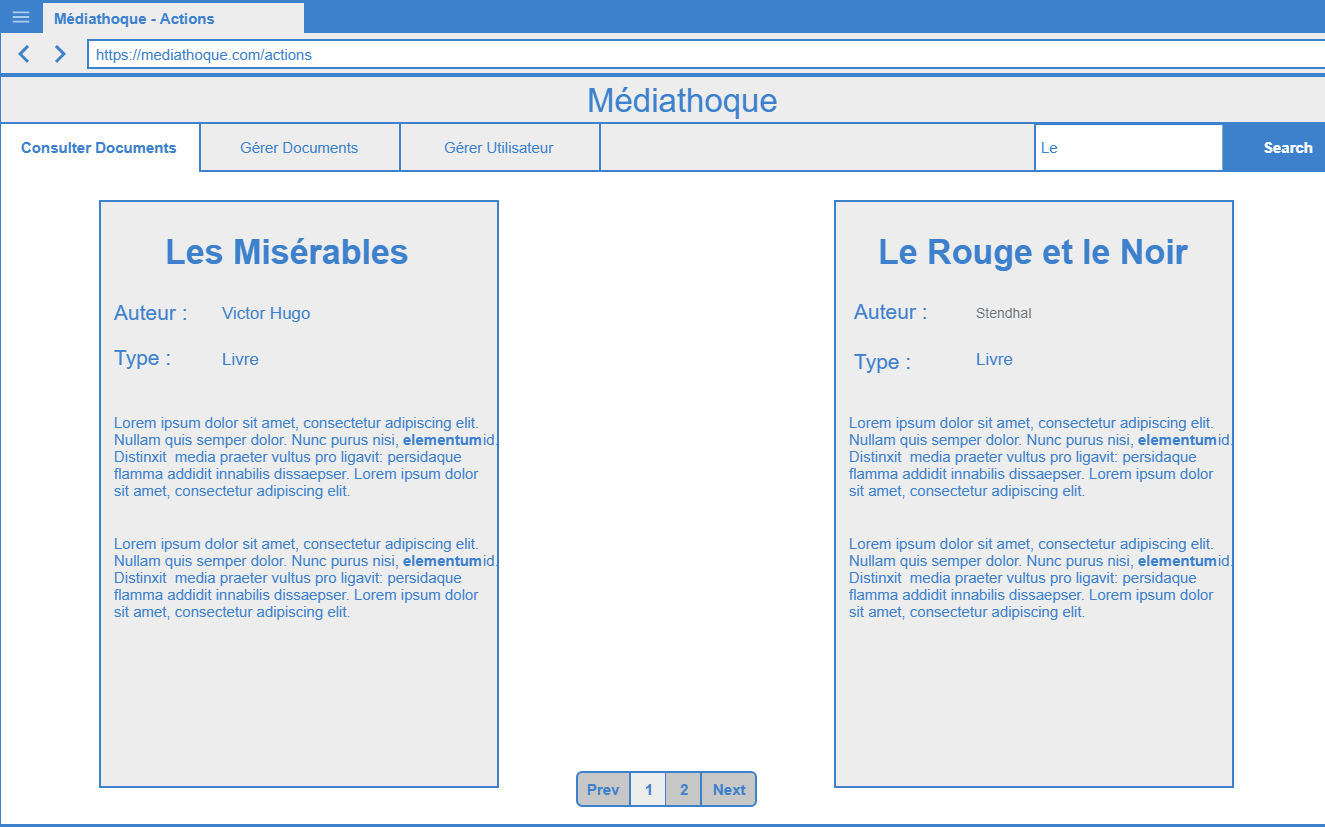 Médiathoque - Actions
https://mediathoque.com/actions
Médiathoque
Consulter Documents
Gérer Documents
Gérer Utilisateur
Le
Search
Les Misérables
Auteur :
Victor Hugo
Type :
Livre
Lorem ipsum dolor sit amet, consectetur adipiscing elit.
Nullam quis semper dolor. Nunc purus nisi, elementum id.
Distinxit  media praeter vultus pro ligavit: persidaque
flamma addidit innabilis dissaepser. Lorem ipsum dolor
sit amet, consectetur adipiscing elit.
Lorem ipsum dolor sit amet, consectetur adipiscing elit.
Nullam quis semper dolor. Nunc purus nisi, elementum id.
Distinxit  media praeter vultus pro ligavit: persidaque
flamma addidit innabilis dissaepser. Lorem ipsum dolor
sit amet, consectetur adipiscing elit.
Le Rouge et le Noir
Auteur :
Stendhal
Type :
Livre
Lorem ipsum dolor sit amet, consectetur adipiscing elit.
Nullam quis semper dolor. Nunc purus nisi, elementum id.
Distinxit  media praeter vultus pro ligavit: persidaque
flamma addidit innabilis dissaepser. Lorem ipsum dolor
sit amet, consectetur adipiscing elit.
Lorem ipsum dolor sit amet, consectetur adipiscing elit.
Nullam quis semper dolor. Nunc purus nisi, elementum id.
Distinxit  media praeter vultus pro ligavit: persidaque
flamma addidit innabilis dissaepser. Lorem ipsum dolor
sit amet, consectetur adipiscing elit.
Prev
1
2
Next